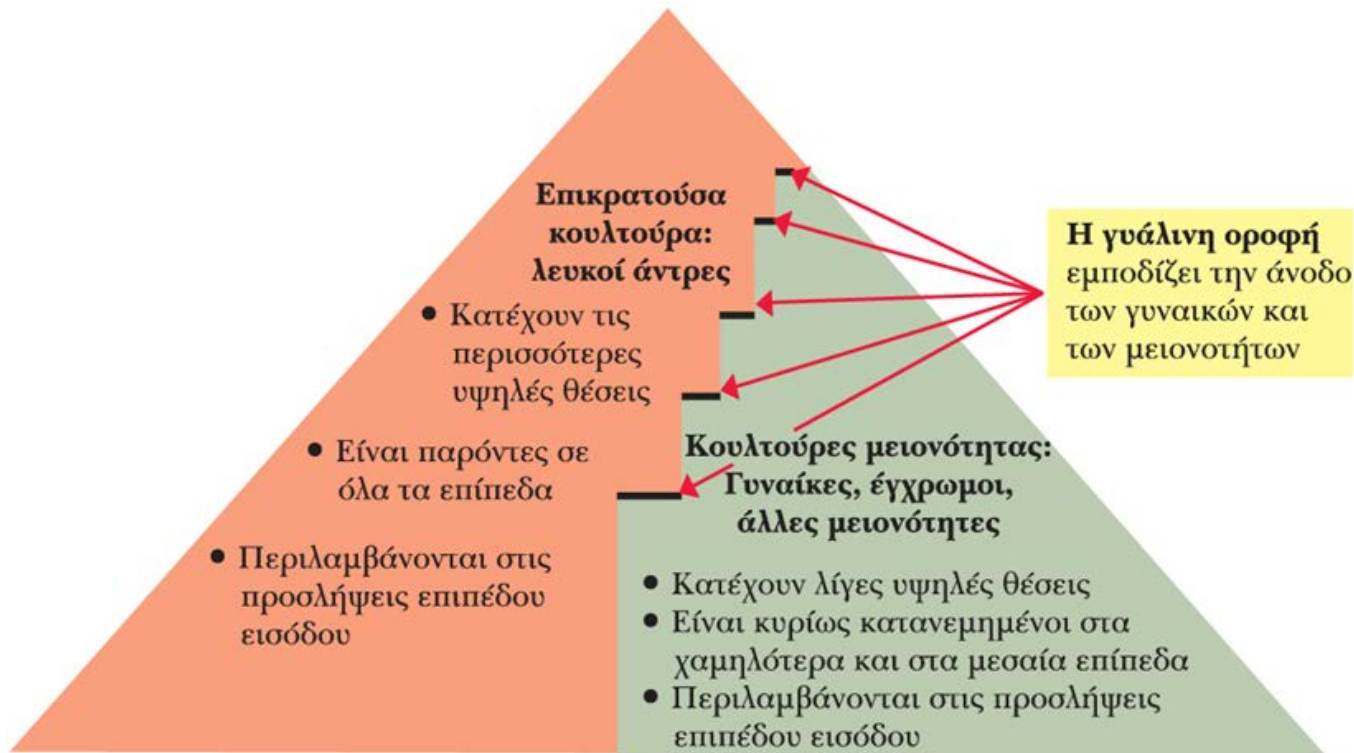 Επικρατούσα
κουλτούρα:
λευκοί άντρες
• Κατέχουν τις
περισσότερες
υψηλές θέσεις
• Είναι παρόντες σε
όλα τα επίπεδα
• Περιλαμβάνονται στις
προσλήψεις επιπέδου
εισόδου
Η γυάλινη οροφή
εμποδίζει την άνοδο
των γυναικών και
των μειονοτήτων
Κουλτούρες μειονότητας:
Γυναίκες, έγχρωμοι,
άλλες μειονότητες
• Κατέχουν λίγες υψηλές θέσεις
• Είναι κυρίως κατανεμημένοι στα
χαμηλότερα και στα μεσαία επίπεδα
• Περιλαμβάνονται στις προσλήψεις
επιπέδου εισόδου